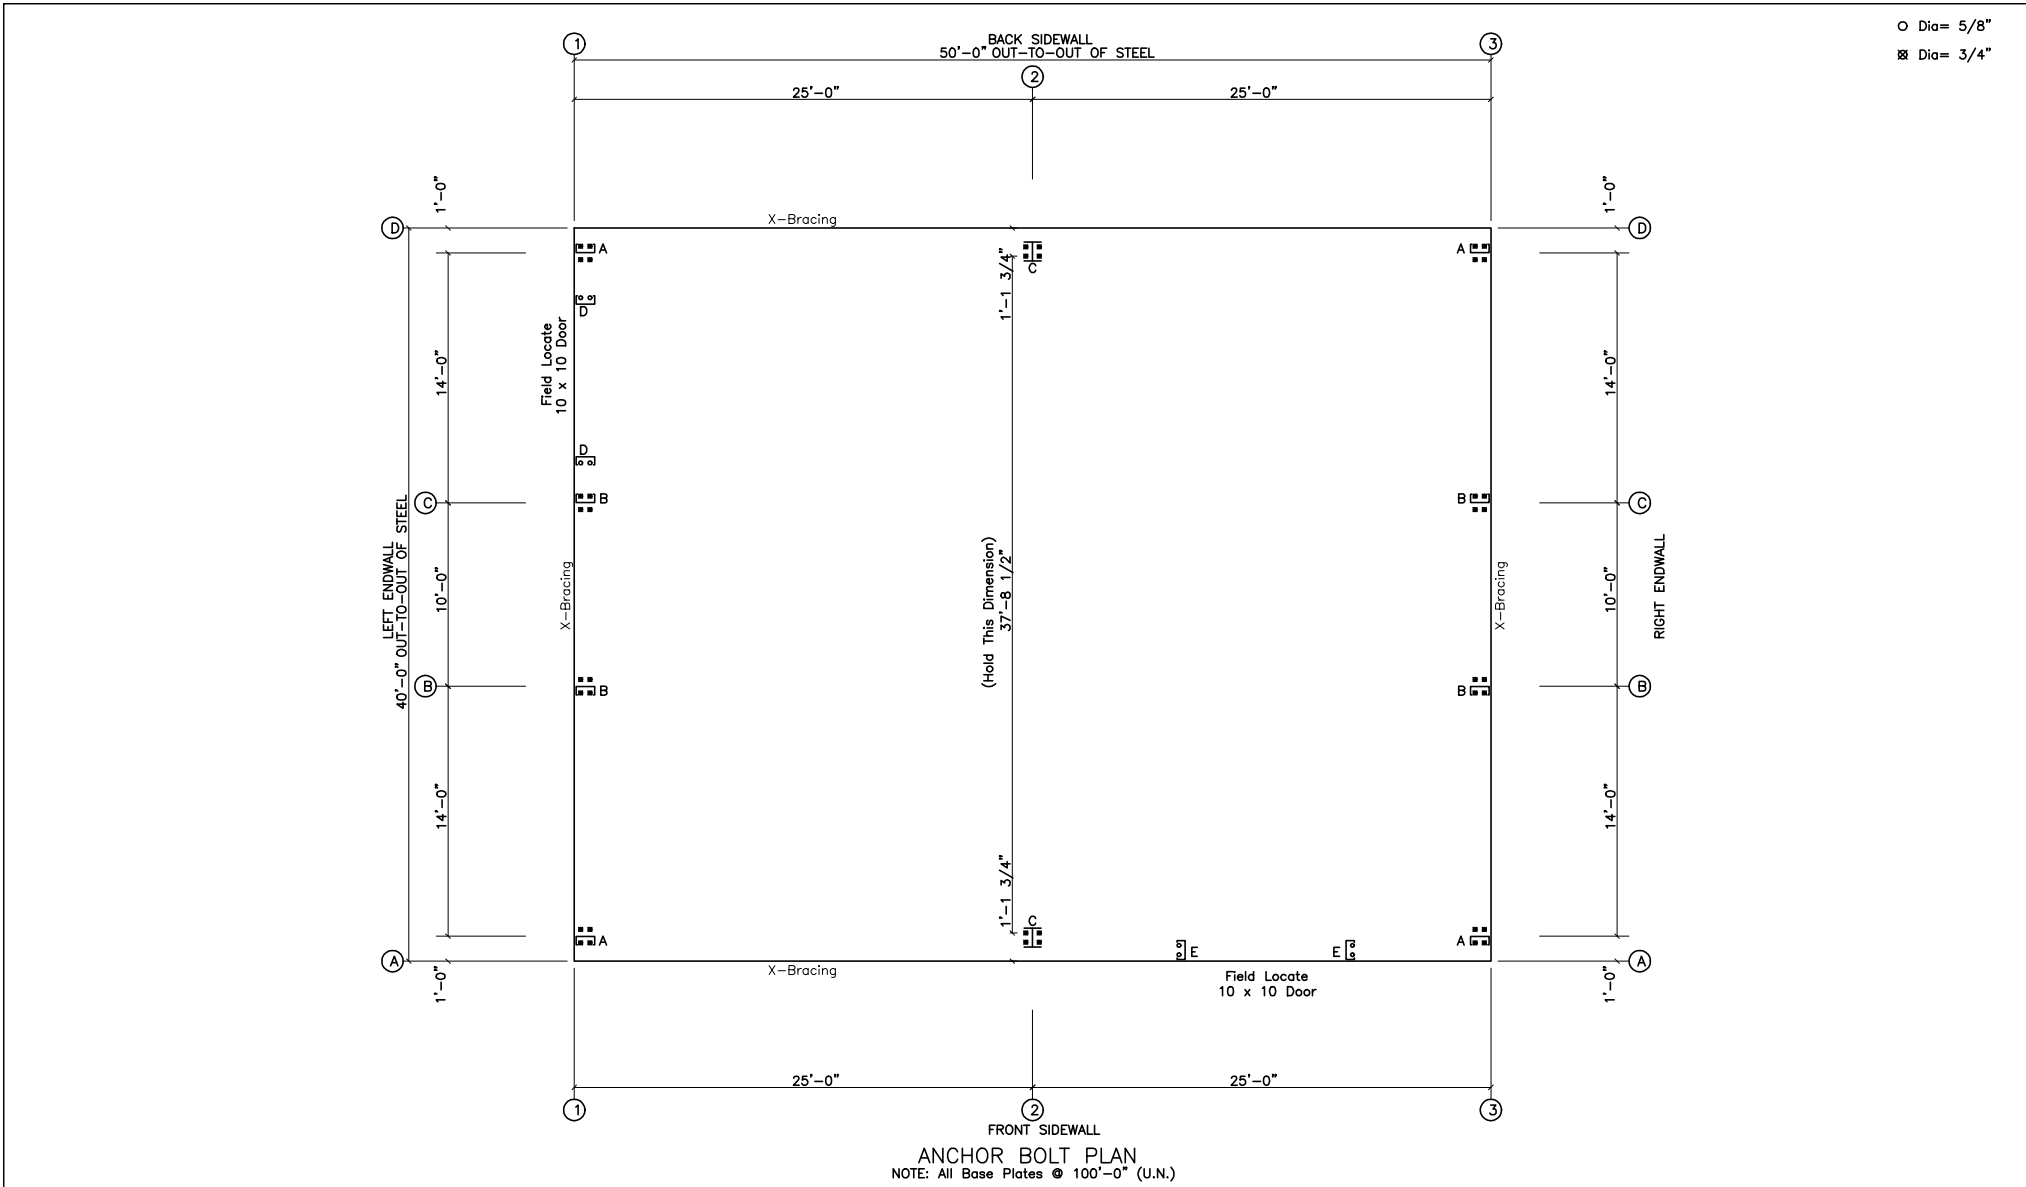 Dia= 5/8"
Dia= 3/4"
1
BACK SIDEWALL
3
50'-0" OUT-TO-OUT OF STEEL
2
25'-0"
25'-0"
1'-0"
1'-0"
X-Bracing
D
D
A
C
A
1'-1 3/4"
D
Field Locate
10 x 10 Door
14'-0"
14'-0"
D
B
B
C
C
LEFT ENDWALL
40'-0" OUT-TO-OUT OF STEEL
10'-0"
X-Bracing
(Hold This Dimension)
37'-8 1/2"
X-Bracing
10'-0"
RIGHT ENDWALL
B
B
B
B
14'-0"
14'-0"
1'-1 3/4"
C
A
A
E
E
A
A
X-Bracing
Field Locate
10 x 10 Door
1'-0"
1'-0"
25'-0"
25'-0"
1
2
3
FRONT SIDEWALL
ANCHOR BOLT PLAN
NOTE: All Base Plates @ 100'-0" (U.N.)